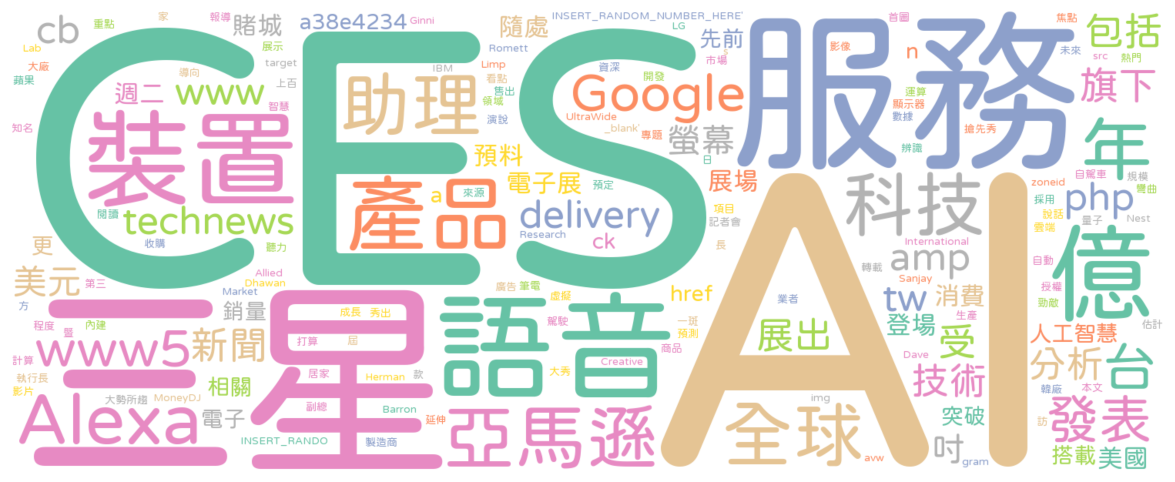 CES
AI
服務
三星
裝置
語音
億
年
科技
助理
產品
Google
Alexa
亞馬遜
全球
發表
台
www5
technews
www
cb
賭城
a38e4234
Ginni
隨處
INSERT_RANDOM_NUMBER_HERE'
LG
先前
包括
旗下
週二
螢幕
預料
電子展
展場
delivery
ck
a
href
php
amp
tw
消費
登場
受
人工智慧
分析
技術
突破
搭載
美國
吋
展出
新聞
美元
更
銷量
相關
電子
n
報導
家
重點
Lab
大廠
蘋果
導向
展示
target
上百
智慧
知名
IBM
Romett
Limp
看點
售出
領域
演說
資深
開發
市場
UltraWide
_blank'
專題
影像
首圖
焦點
src
未來
熱門
運算
顯示器
數據
搶先秀
辨識
日
預定
來源
Research
記者會
項目
長
International
轉載
Sanjay
zoneid
自駕車
規模
彎曲
採用
量子
Nest
說話
雲端
自動
授權
勁敵
生產
估計
韓廠
本文
訪
Dave
業者
img
avw
gram
閱讀
收購
聽力
第三
Allied
Dhawan
Market
方
程度
內建
計算
執行長
影片
大勢所趨
MoneyDJ
成長
秀出
打算
屆
居家
副總
Herman
款
Barron
延伸
製造商
INSERT_RANDO
廣告
筆電
虛擬
駕駛
一班
預測
商品
Creative
大秀